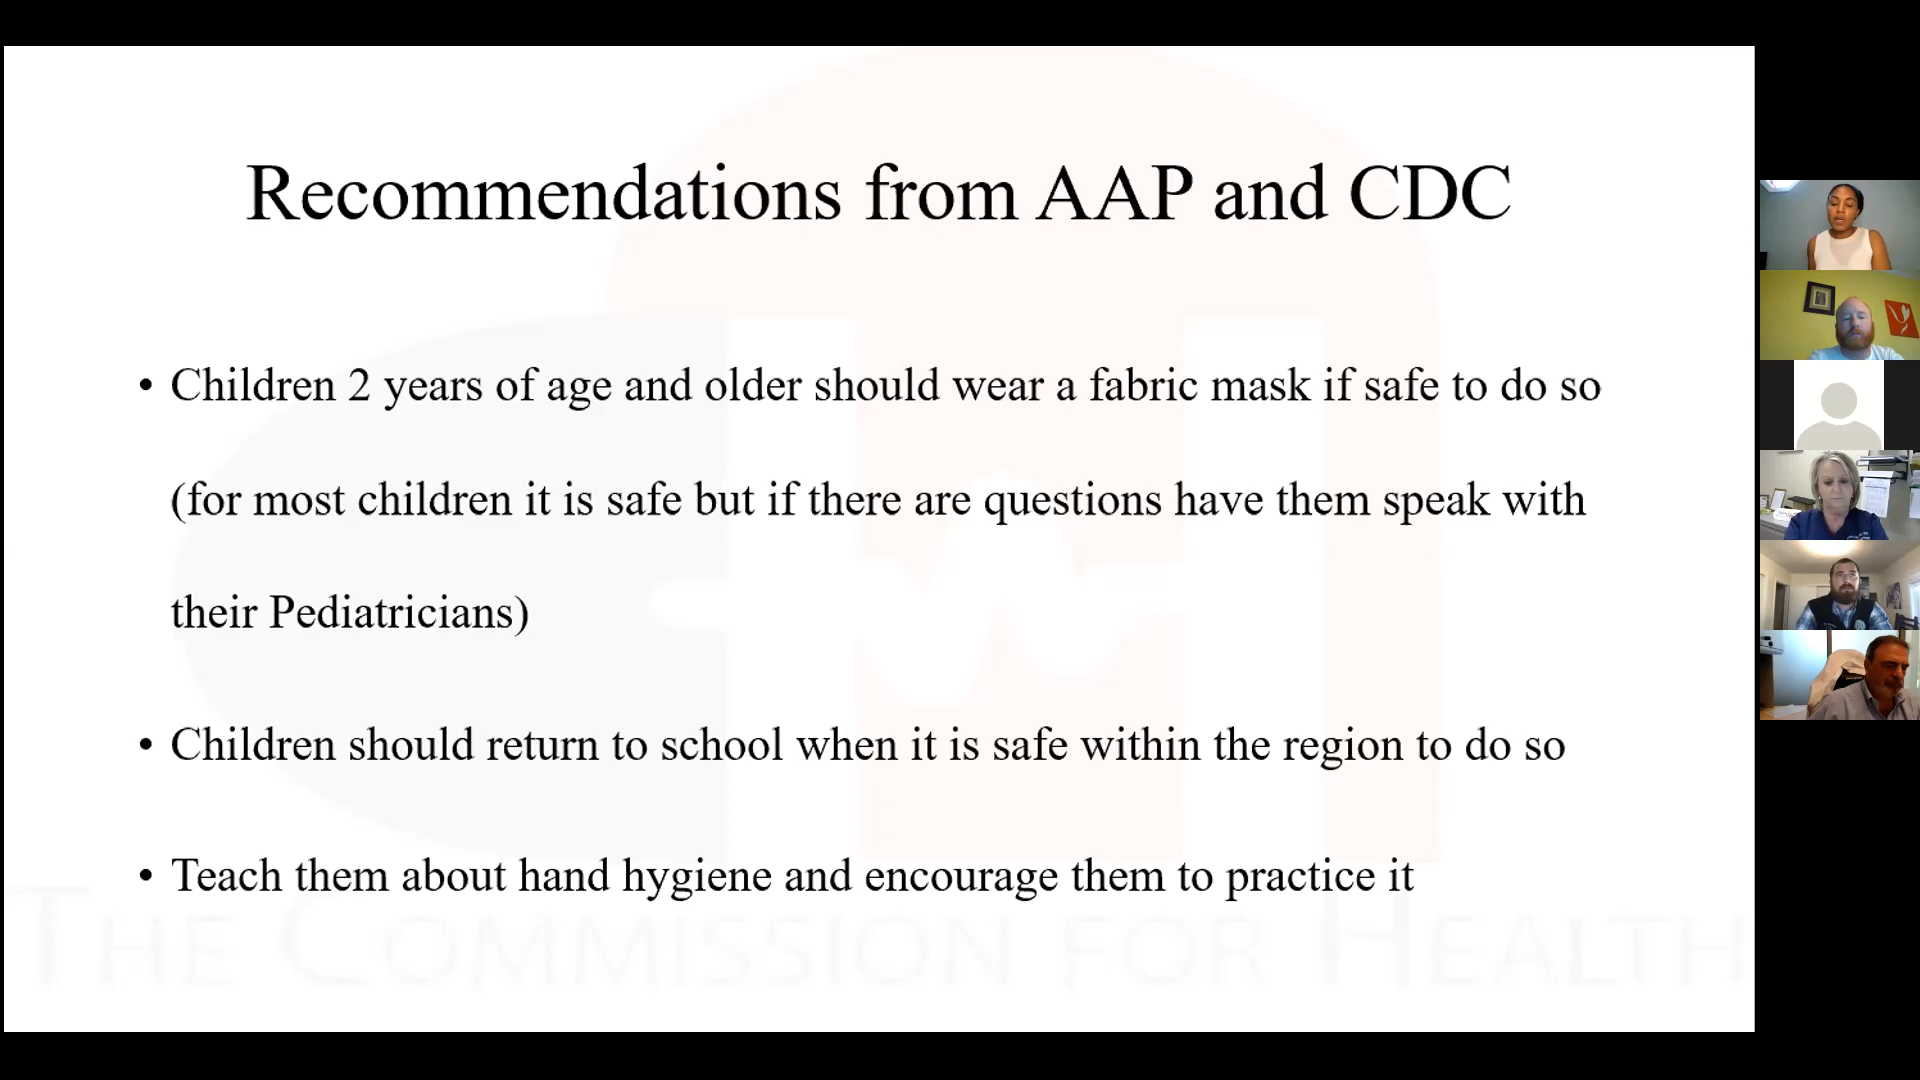 Recommendations from AAP and CDC
• Children 2 years of age and older should wear a fabric mask if safe to do so
(for most children it is safe but if there are questions have them speak with
their Pediatricians)
• Children should return to school when it is safe within the region to do so
• Teach them about hand hygiene and encourage them to practice it
THE COMMISSION FOR HEALTH